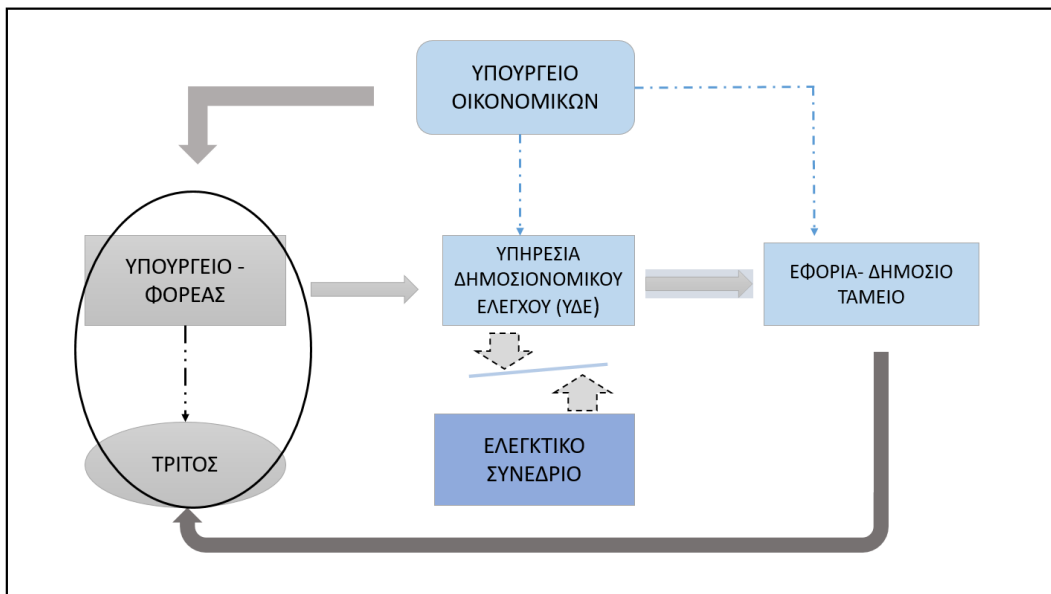 ΥΠΟΥΡΓΕΙΟ
ΟΙΚΟΝΟΜΙΚΩΝ
ΥΠΟΥΡΓΕΙΟ -
ΦΟΡΕΑΣ
ΥΠΗΡΕΣΙΑ
ΔΗΜΟΣΙΟΝΟΜΙΚΟΥ
ΕΛΕΓΧΟΥ (ΥΔΕ)
ΕΦΟΡΙΑ- ΔΗΜΟΣΙΟ
ΤΑΜΕΙΟ
ΤΡΙΤΟΣ
ΕΛΕΓΚΤΙΚΟ
ΣΥΝΕΔΡΙΟ